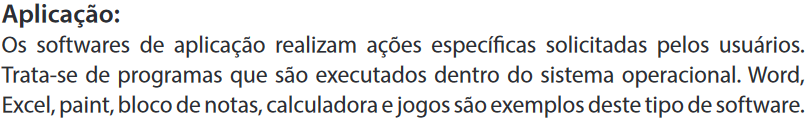 Aplicação:
Os softwares de aplicação realizam ações específicas solicitadas pelos usuários.
Trata-se de programas que são executados dentro do sistema operacional. Word,
Excel, paint, bloco de notas, calculadora e jogos são exemplos deste tipo de software.